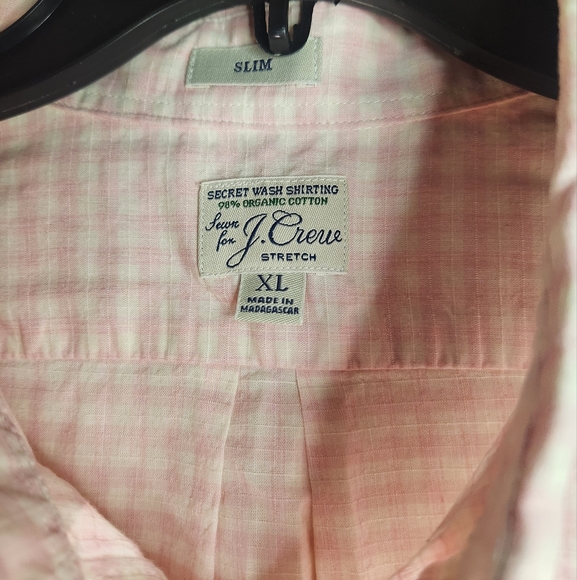 SLIM
SECRET WASH SHIRTING
98% ORGANIC COTTON
Sewn for J.Crew
STRETCH
XL
MADE IN
MADAGASCAR